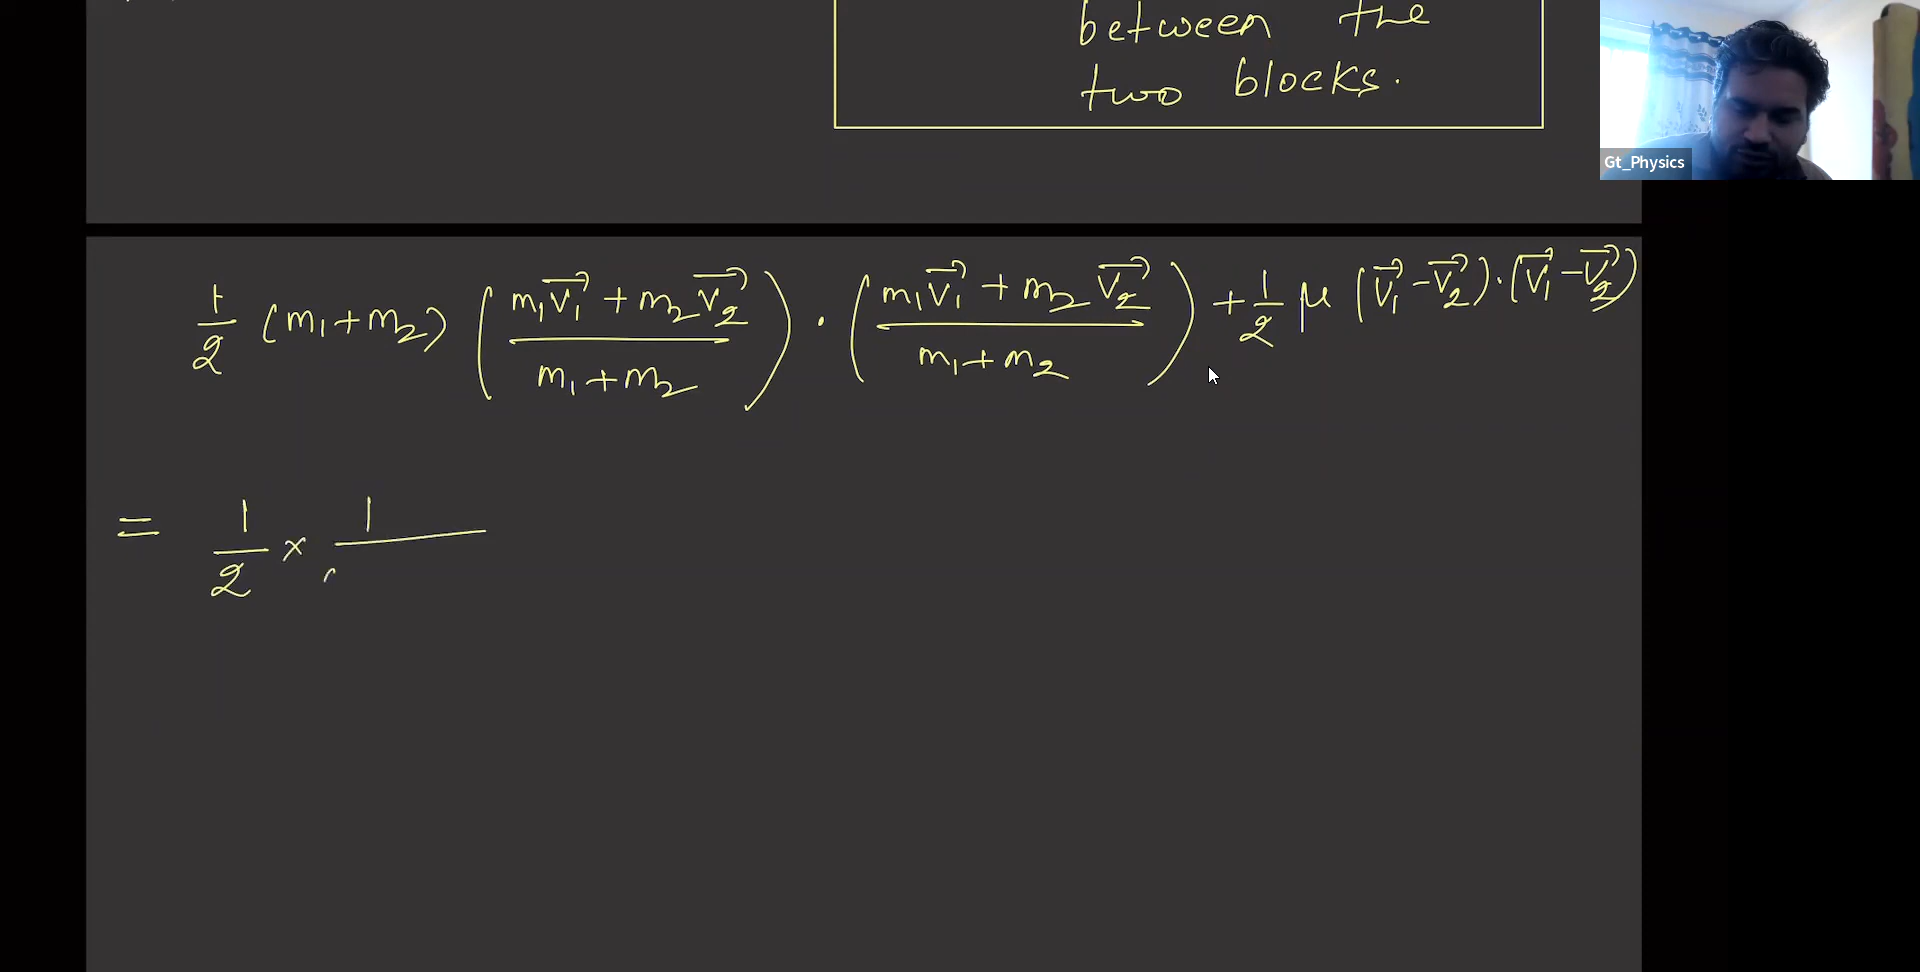 between the
two blocks.
Gt_Physics
1/2 (m₁+m₂) ((m₁v⃗₁ + m₂v⃗₂)/(m₁+m₂)) · ((m₁v⃗₁ + m₂v⃗₂)/(m₁+m₂)) + 1/2 μ (v⃗₁ − v⃗₂)·(v⃗₁ − v⃗₂)
= 1/2 × 1/(